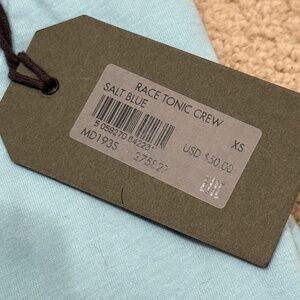 RACE TONIC CREW
SALT BLUE
XS
USD $50.00
MD193S